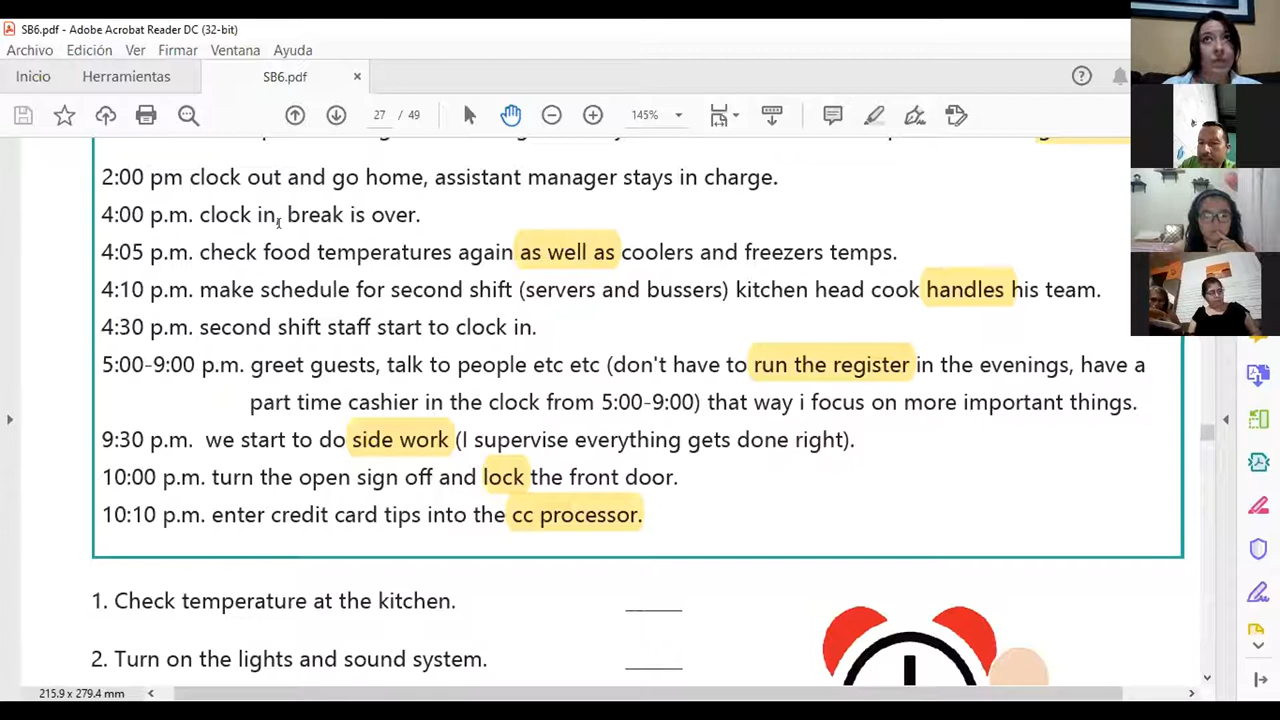 SB6.pdf - Adobe Acrobat Reader DC (32-bit)
Archivo Edición Ver Firmar Ventana Ayuda
Inicio Herramientas SB6.pdf ×
27 / 49 145%
2:00 pm clock out and go home, assistant manager stays in charge.
4:00 p.m. clock in, break is over.
4:05 p.m. check food temperatures again as well as coolers and freezers temps.
4:10 p.m. make schedule for second shift (servers and bussers) kitchen head cook handles his team.
4:30 p.m. second shift staff start to clock in.
5:00-9:00 p.m. greet guests, talk to people etc etc (don't have to run the register in the evenings, have a
part time cashier in the clock from 5:00-9:00) that way i focus on more important things.
9:30 p.m. we start to do side work (I supervise everything gets done right).
10:00 p.m. turn the open sign off and lock the front door.
10:10 p.m. enter credit card tips into the cc processor.
1. Check temperature at the kitchen. ______
2. Turn on the lights and sound system. ______
215.9 x 279.4 mm